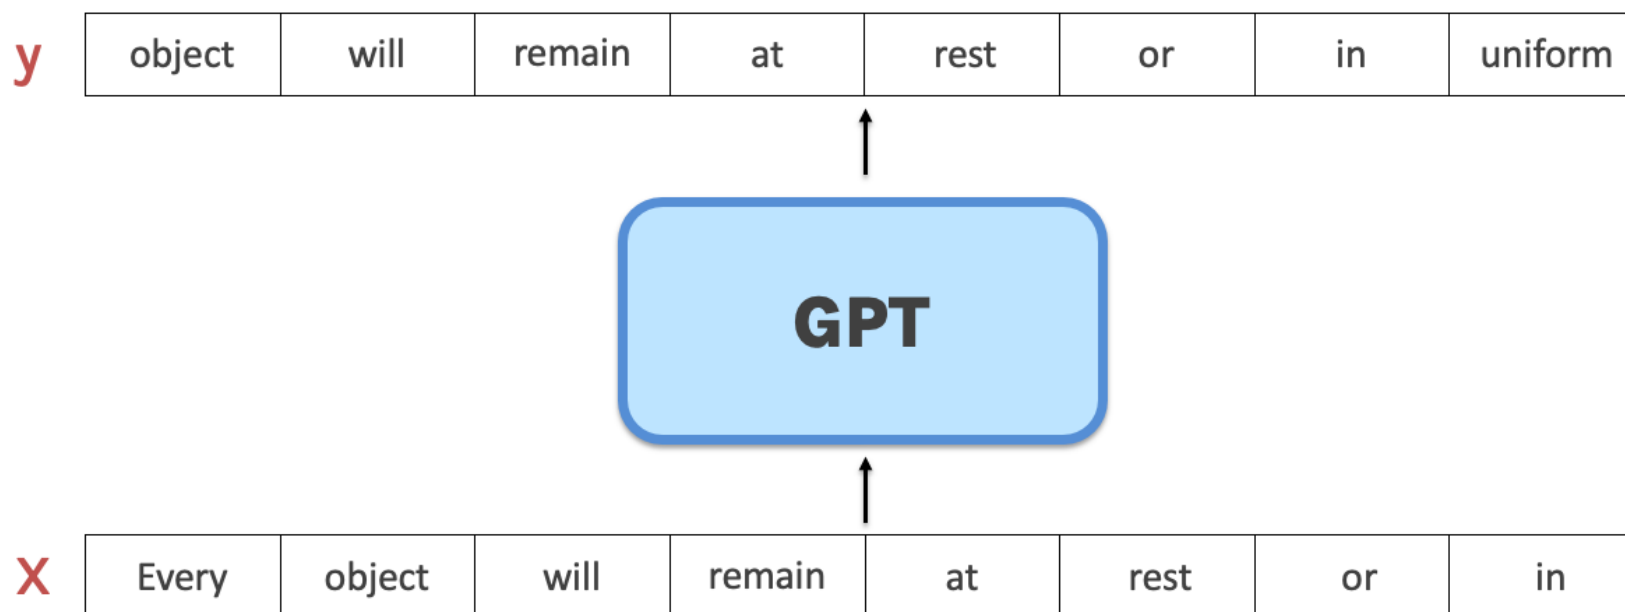 y object will remain at rest or in uniform
GPT
X Every object will remain at rest or in